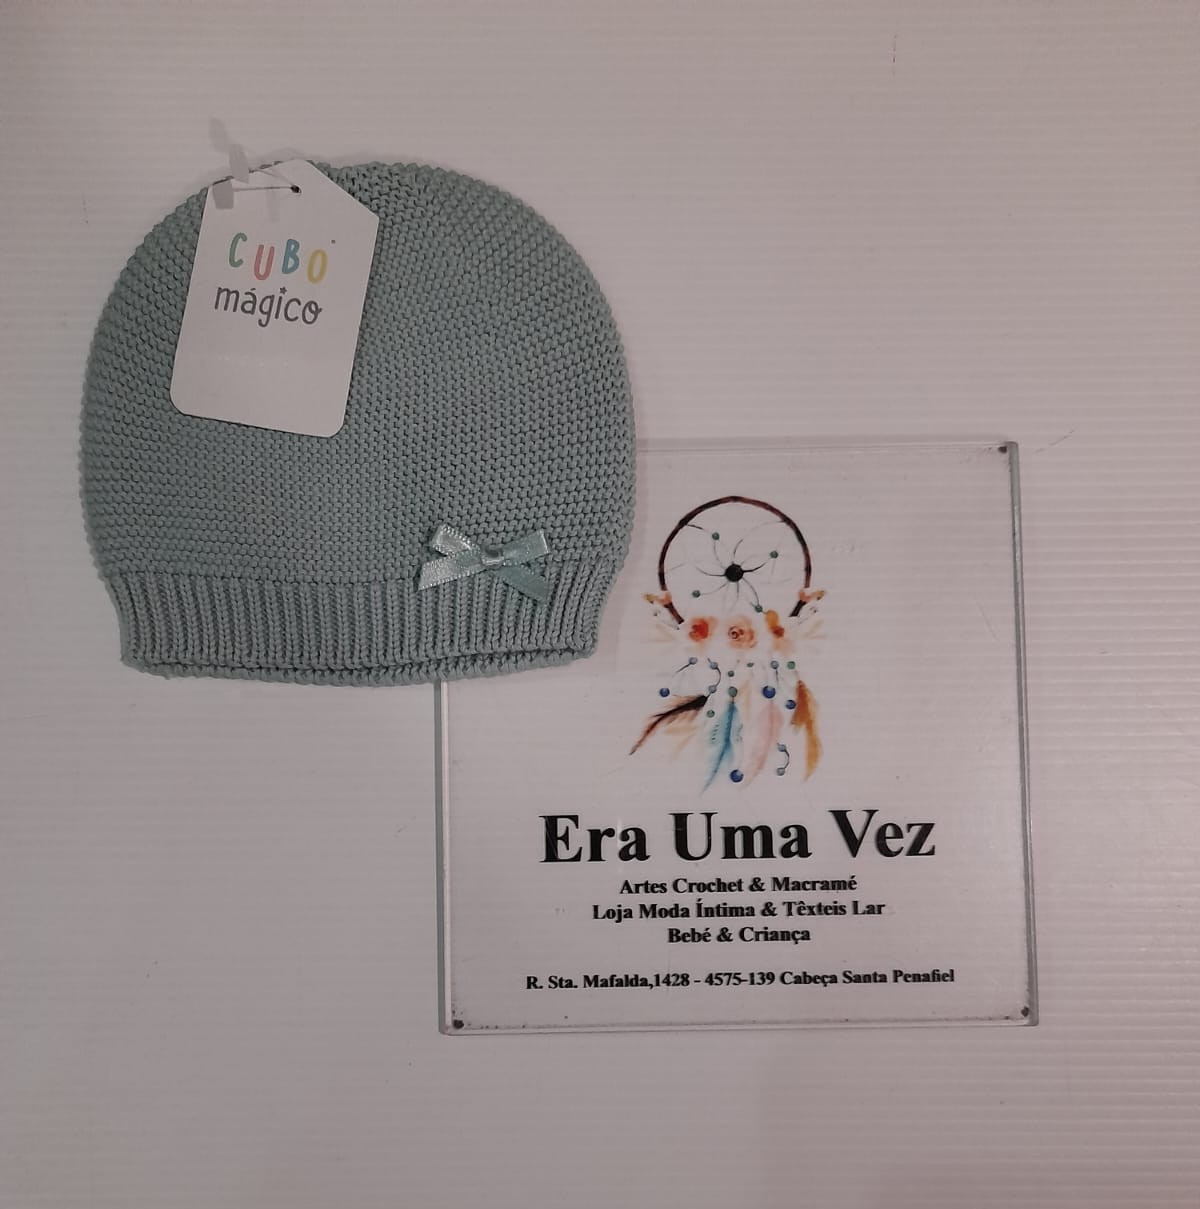 CUBO
mágico
Era Uma Vez
Artes Crochet & Macramé
Loja Moda Íntima & Têxteis Lar
Bebé & Criança
R. Sta. Mafalda,1428 - 4575-139 Cabeça Santa Penafiel